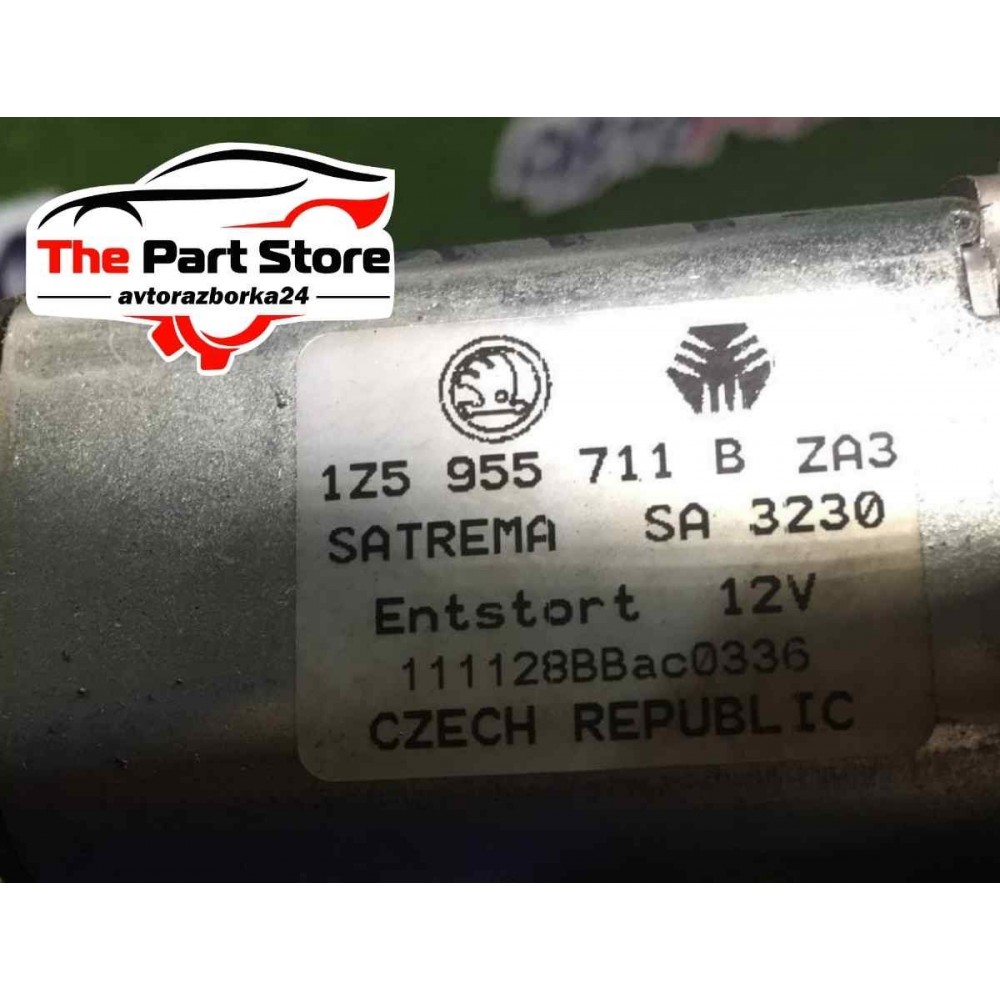 The Part Store
avtorazborka24
1Z5 955 711 B ZA3
SATREMA SA 3230
Entstort 12V
111128BBac0336
CZECH REPUBLIC